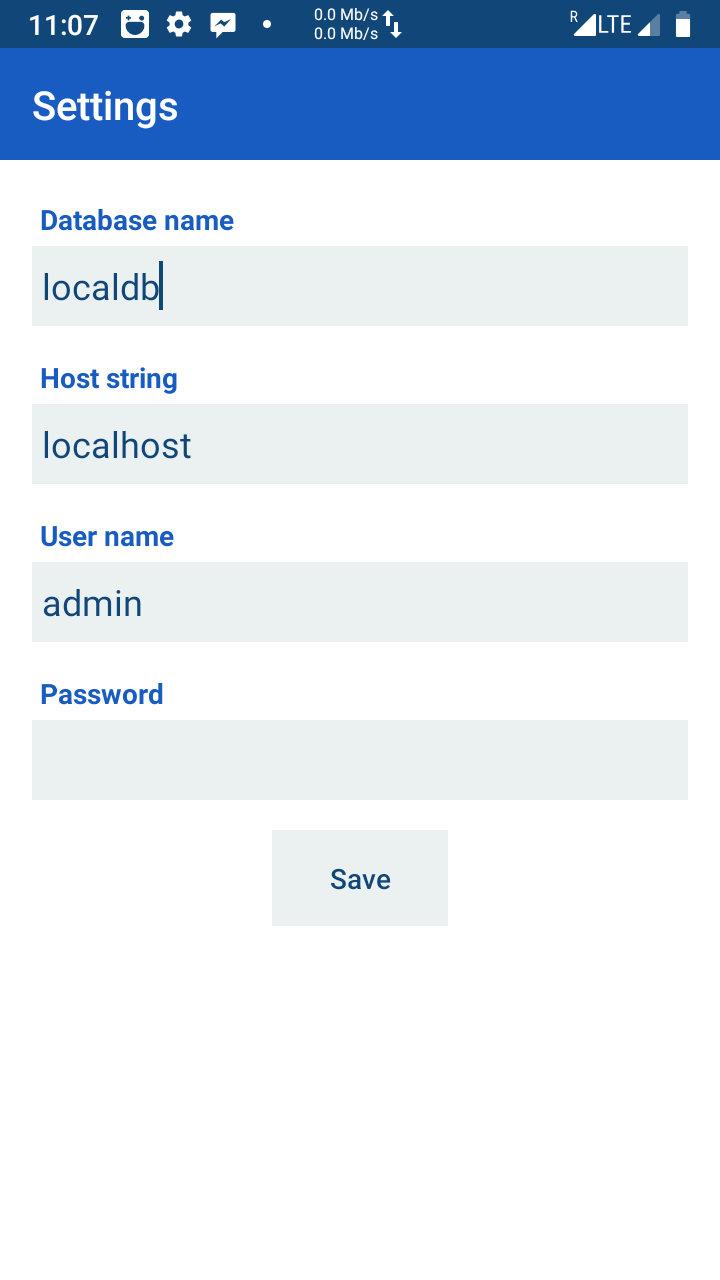 11:07
0.0 Mb/s
0.0 Mb/s
R
LTE
Settings
Database name
localdb
Host string
localhost
User name
admin
Password
Save